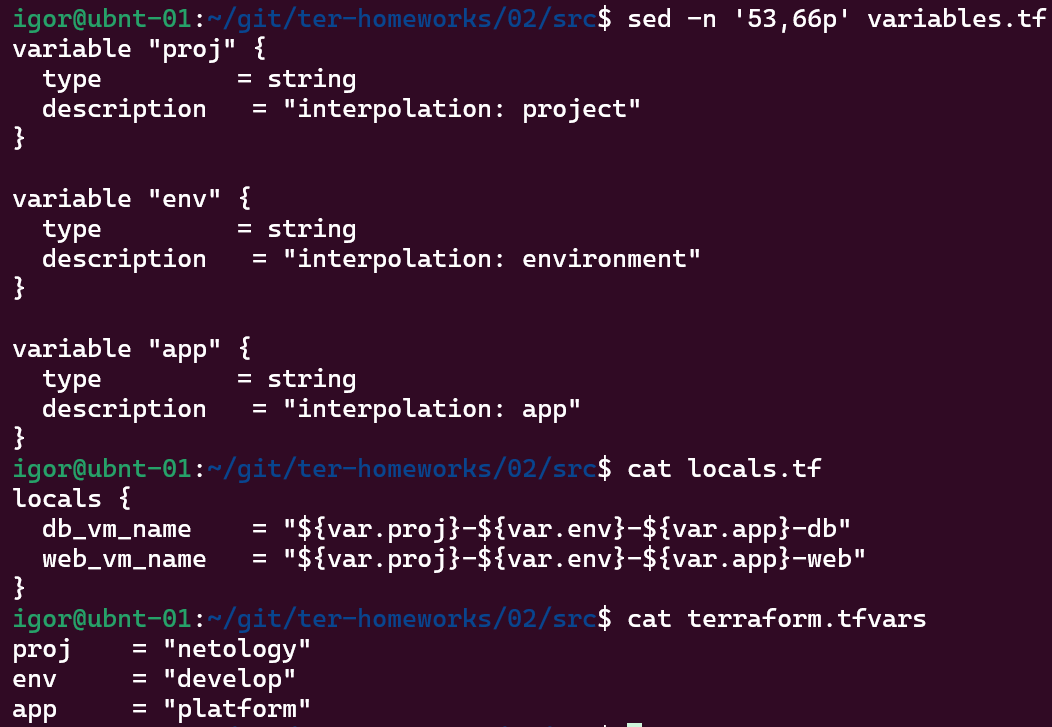 igor@ubnt-01:~/git/ter-homeworks/02/src$ sed -n '53,66p' variables.tf
variable "proj" {
  type         = string
  description   = "interpolation: project"
}

variable "env" {
  type         = string
  description   = "interpolation: environment"
}

variable "app" {
  type         = string
  description   = "interpolation: app"
}
igor@ubnt-01:~/git/ter-homeworks/02/src$ cat locals.tf
locals {
  db_vm_name    = "${var.proj}-${var.env}-${var.app}-db"
  web_vm_name   = "${var.proj}-${var.env}-${var.app}-web"
}
igor@ubnt-01:~/git/ter-homeworks/02/src$ cat terraform.tfvars
proj    = "netology"
env     = "develop"
app     = "platform"